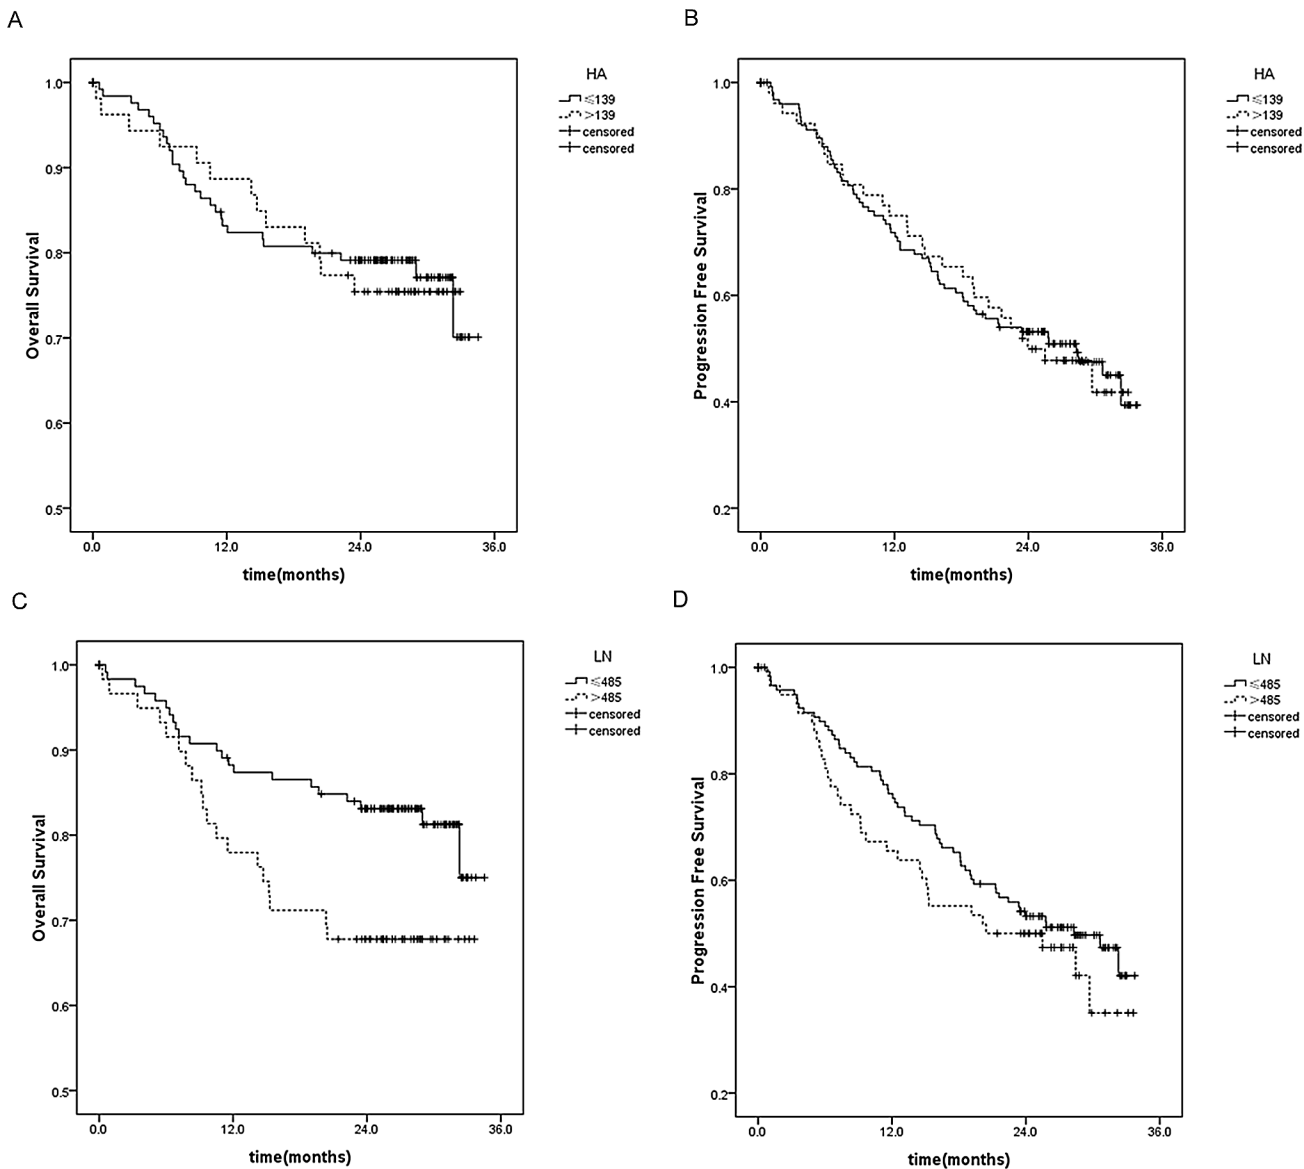 A
HA
≤139
>139
censored
censored
Overall Survival
1.0
0.9
0.8
0.7
0.6
0.5
0.0 12.0 24.0 36.0
time(months)
B
HA
≤139
>139
censored
censored
Progression Free Survival
1.0
0.8
0.6
0.4
0.2
0.0 12.0 24.0 36.0
time(months)
C
LN
≤485
>485
censored
censored
Overall Survival
1.0
0.9
0.8
0.7
0.6
0.5
0.0 12.0 24.0 36.0
time(months)
D
LN
≤485
>485
censored
censored
Progression Free Survival
1.0
0.8
0.6
0.4
0.2
0.0 12.0 24.0 36.0
time(months)